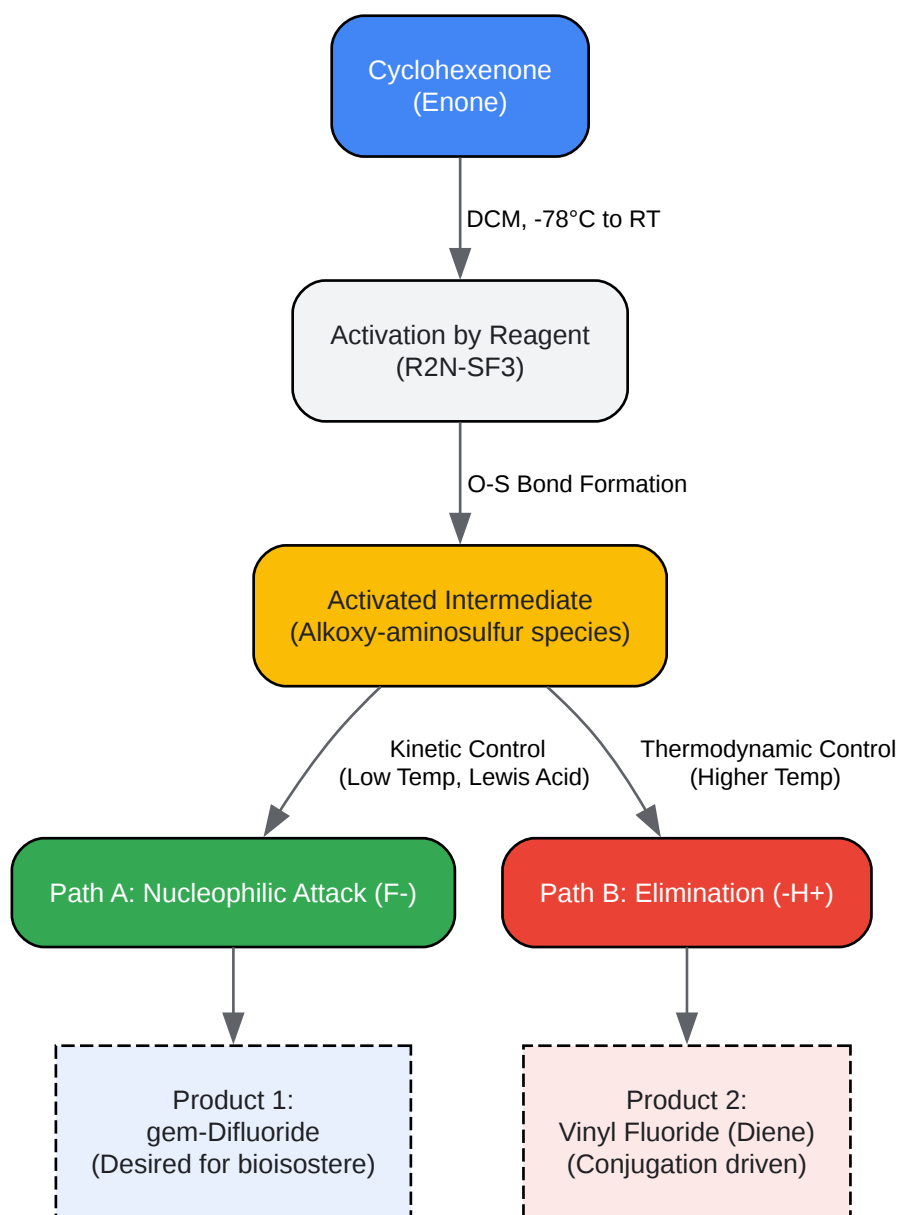 Cyclohexenone
(Enone)
DCM, -78°C to RT
Activation by Reagent
(R2N-SF3)
O-S Bond Formation
Activated Intermediate
(Alkoxy-aminosulfur species)
Kinetic Control
(Low Temp, Lewis Acid)
Thermodynamic Control
(Higher Temp)
Path A: Nucleophilic Attack (F-)
Path B: Elimination (-H+)
Product 1:
gem-Difluoride
(Desired for bioisostere)
Product 2:
Vinyl Fluoride (Diene)
(Conjugation driven)